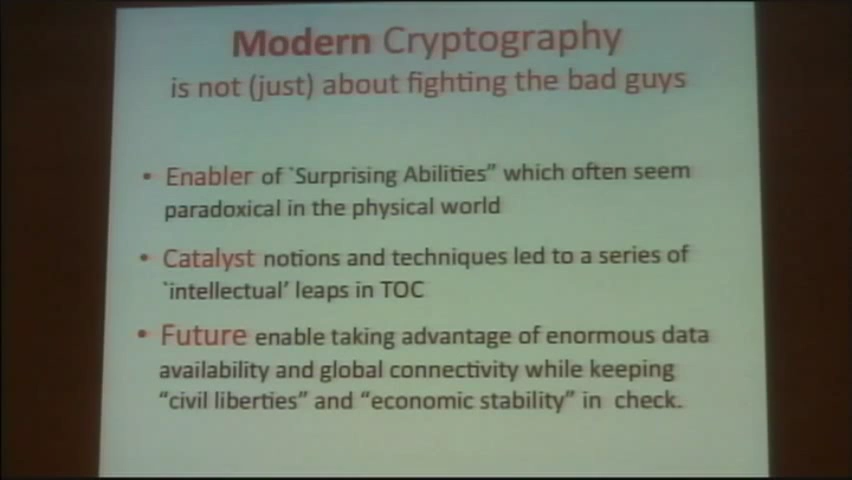 Modern Cryptography
is not (just) about fighting the bad guys
• Enabler of `Surprising Abilities" which often seem
paradoxical in the physical world
• Catalyst notions and techniques led to a series of
`intellectual' leaps in TOC
• Future enable taking advantage of enormous data
availability and global connectivity while keeping
“civil liberties” and “economic stability” in check.